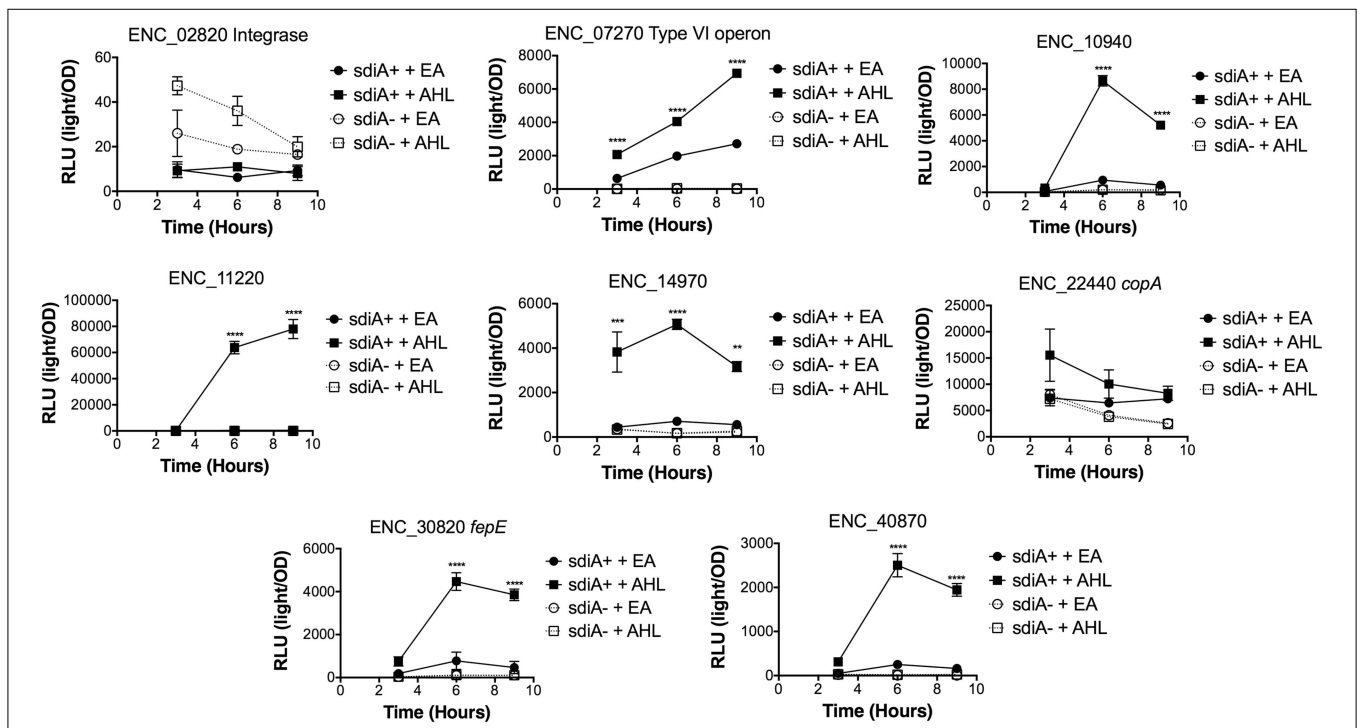 ENC_02820 Integrase
RLU (light/OD)
60
40
20
0
0 2 4 6 8 10
Time (Hours)
sdiA+ + EA
sdiA+ + AHL
sdiA- + EA
sdiA- + AHL
ENC_07270 Type VI operon
RLU (light/OD)
8000
6000
4000
2000
0
0 2 4 6 8 10
Time (Hours)
****
****
****
sdiA+ + EA
sdiA+ + AHL
sdiA- + EA
sdiA- + AHL
ENC_10940
RLU (light/OD)
10000
8000
6000
4000
2000
0
0 2 4 6 8 10
Time (Hours)
****
****
sdiA+ + EA
sdiA+ + AHL
sdiA- + EA
sdiA- + AHL
ENC_11220
RLU (light/OD)
100000
80000
60000
40000
20000
0
0 2 4 6 8 10
Time (Hours)
****
****
sdiA+ + EA
sdiA+ + AHL
sdiA- + EA
sdiA- + AHL
ENC_14970
RLU (light/OD)
6000
4000
2000
0
0 2 4 6 8 10
Time (Hours)
***
****
**
sdiA+ + EA
sdiA+ + AHL
sdiA- + EA
sdiA- + AHL
ENC_22440 copA
RLU (light/OD)
25000
20000
15000
10000
5000
0
0 2 4 6 8 10
Time (Hours)
sdiA+ + EA
sdiA+ + AHL
sdiA- + EA
sdiA- + AHL
ENC_30820 fepE
RLU (light/OD)
6000
4000
2000
0
0 2 4 6 8 10
Time (Hours)
****
****
sdiA+ + EA
sdiA+ + AHL
sdiA- + EA
sdiA- + AHL
ENC_40870
RLU (light/OD)
3000
2000
1000
0
0 2 4 6 8 10
Time (Hours)
****
****
sdiA+ + EA
sdiA+ + AHL
sdiA- + EA
sdiA- + AHL